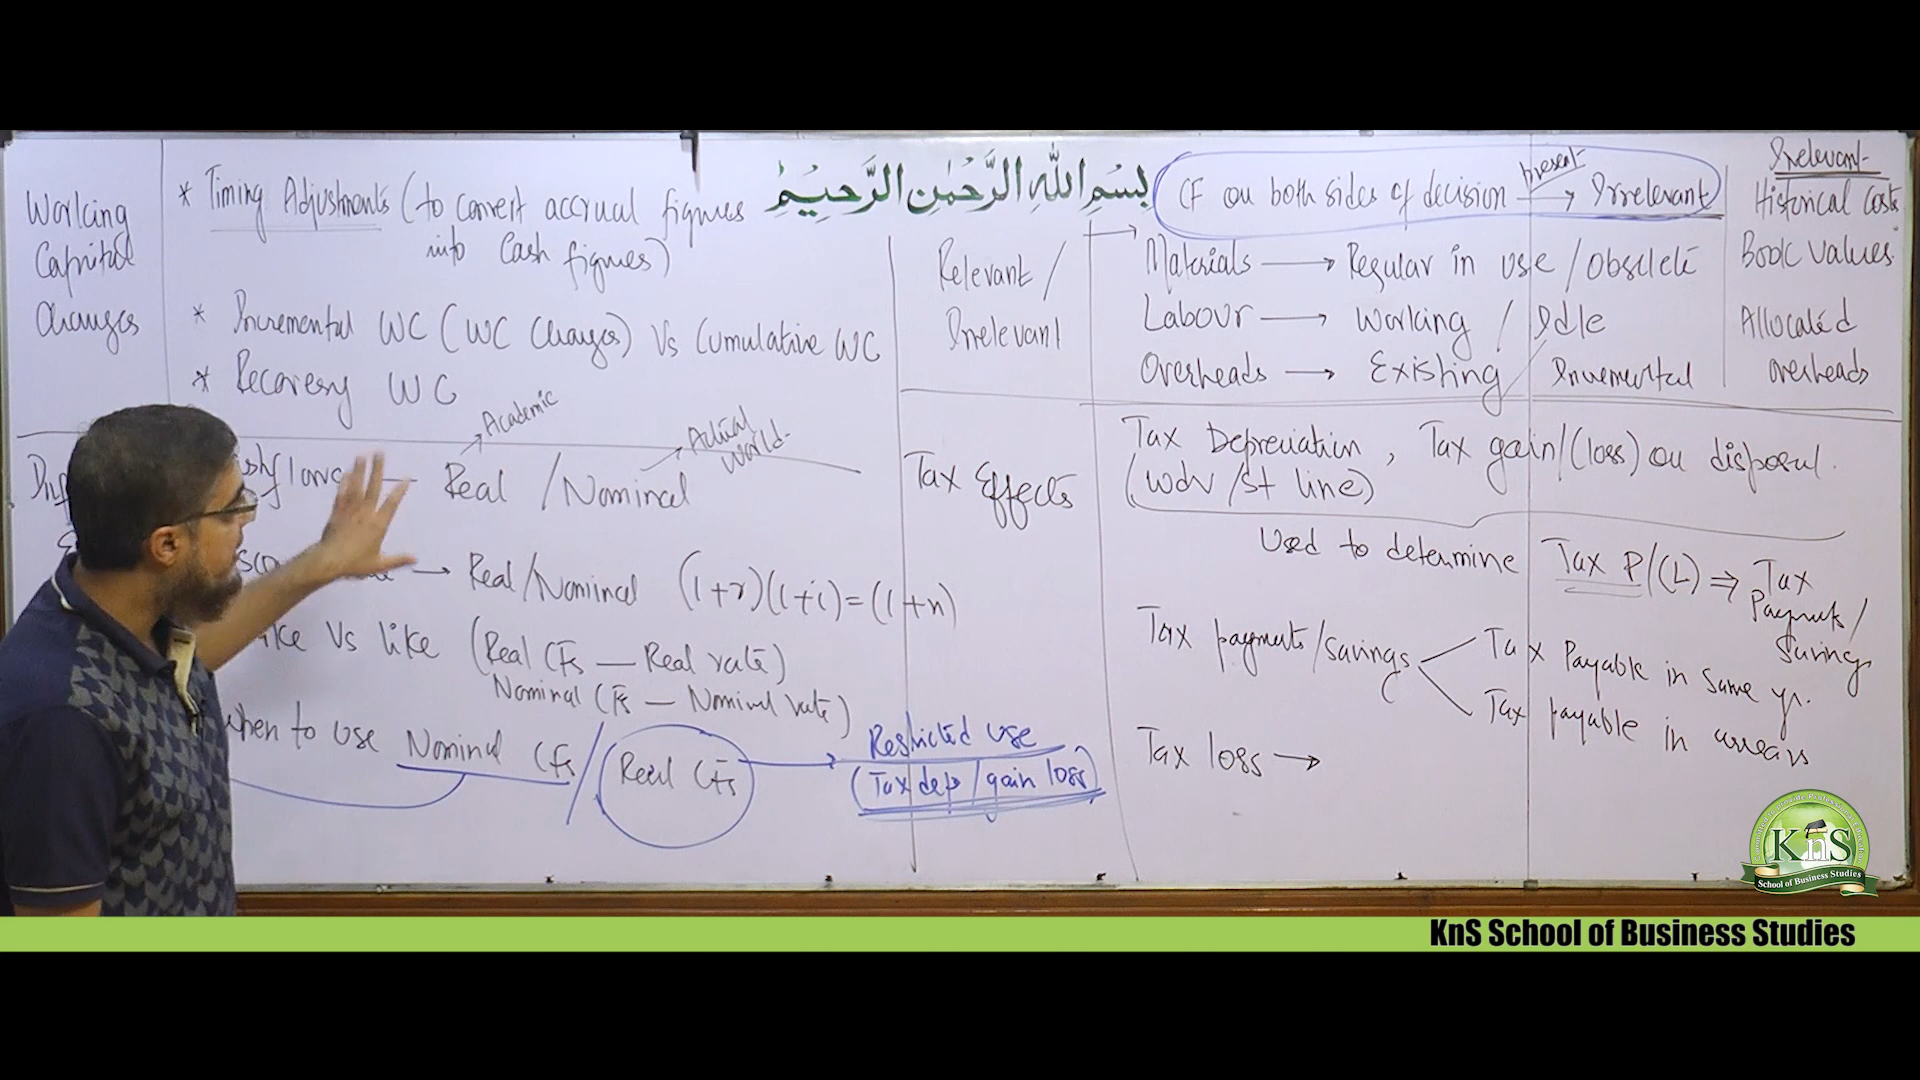 Working
Capital
Changes
* Timing Adjustments (to convert accrual figures
into Cash figures)
* Incremental WC (WC Changes) Vs Cumulative WC
* Recovery WC
بِسْمِ اللّٰهِ الرَّحْمٰنِ الرَّحِيْمِ
CF on both sides of decision → Irrelevant
Present
Relevant /
Irrelevant
Materials → Regular in use / Obsolete
Labour → Working / Idle
Overheads → Existing / Incremental
Irrelevant
Historical Costs
Book values
Allocated
overheads
Academic
Actual
World
Real / Nominal
→ Real/Nominal (1+r)(1+i)=(1+n)
Vs like (Real CFs — Real rate)
Nominal CFs — Nominal rate)
When to use Nominal CFs / Real CFs → Restricted use
(Tax dep / gain loss)
Tax Effects
Tax Depreciation, Tax gain/(loss) on disposal.
(wdv/st line)
Used to determine Tax P/(L) ⇒ Tax
Payments/
Savings
Tax payments/savings
Tax Payable in same yr.
Tax payable in arrears
Tax loss →
KnS
School of Business Studies
KnS School of Business Studies